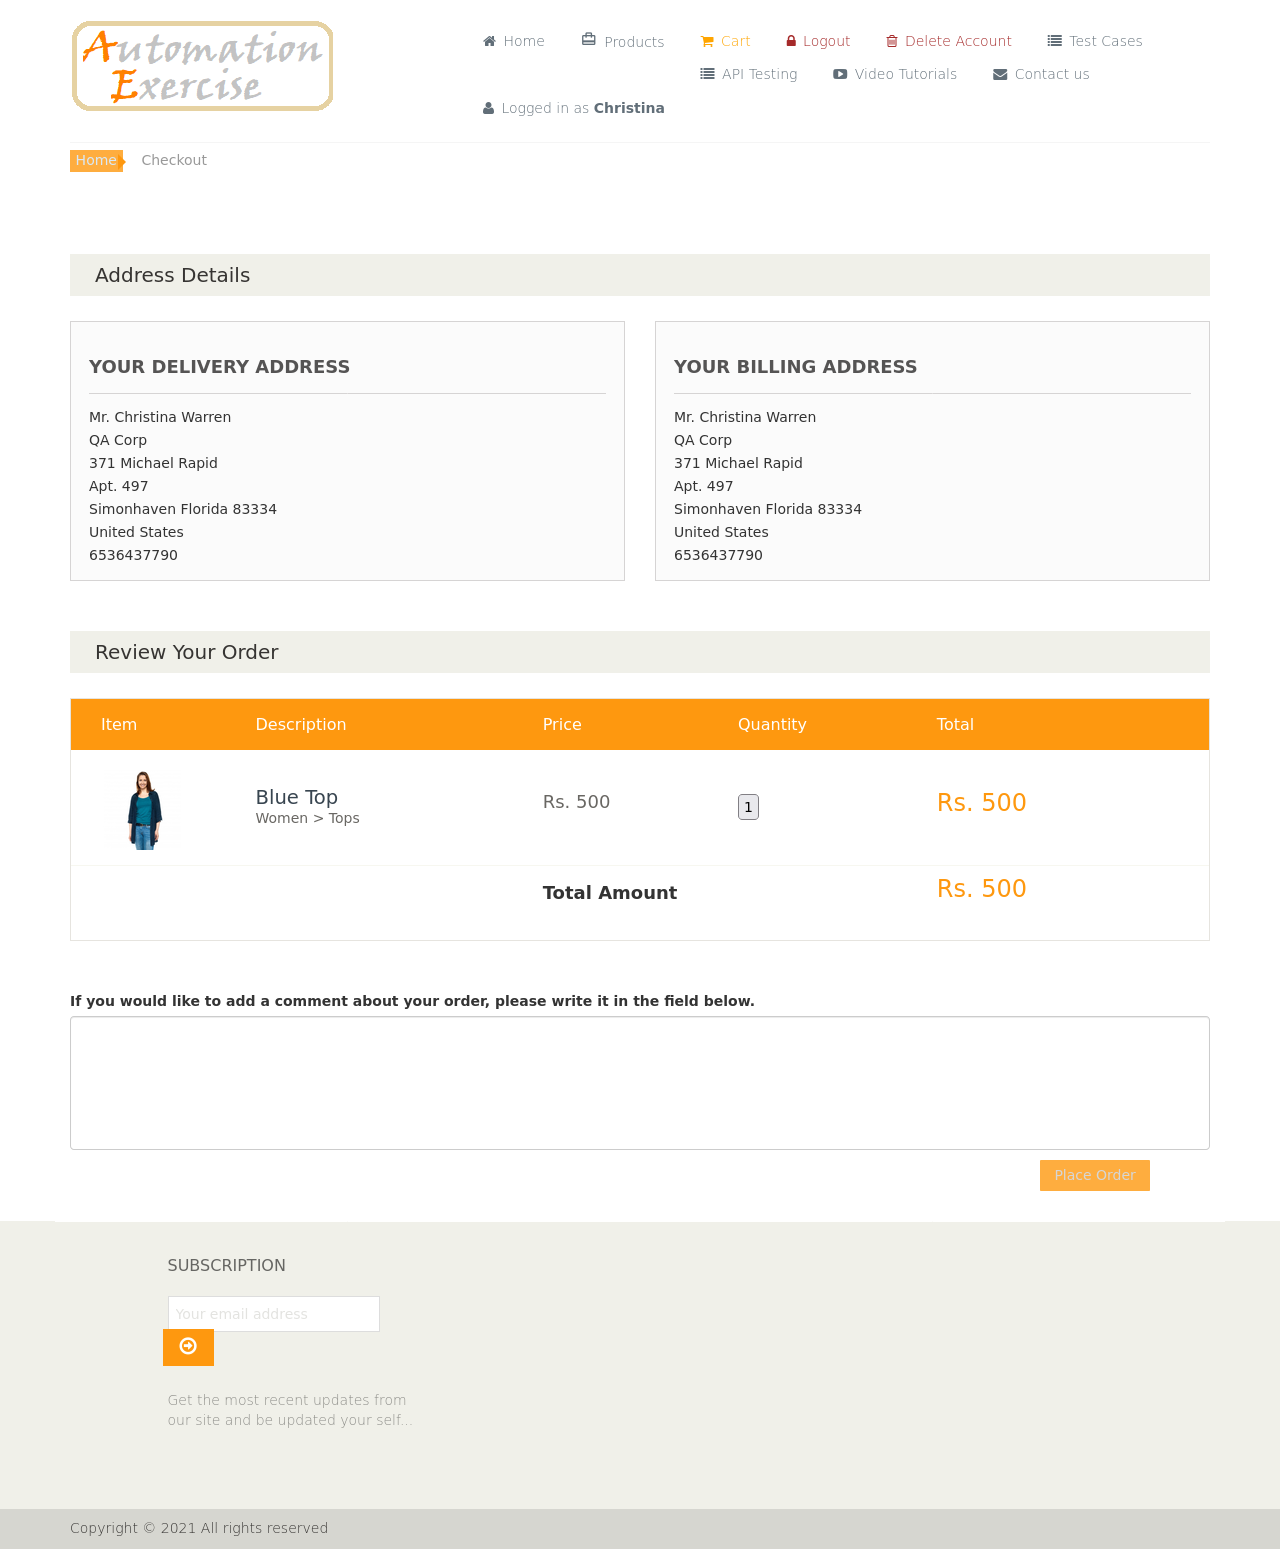 Automation
Exercise
Home
Products
Cart
Logout
Delete Account
Test Cases
API Testing
Video Tutorials
Contact us
Logged in as Christina
Home
Checkout
Address Details
YOUR DELIVERY ADDRESS
Mr. Christina Warren
QA Corp
371 Michael Rapid
Apt. 497
Simonhaven Florida 83334
United States
6536437790
YOUR BILLING ADDRESS
Mr. Christina Warren
QA Corp
371 Michael Rapid
Apt. 497
Simonhaven Florida 83334
United States
6536437790
Review Your Order
Item Description Price Quantity Total
Blue Top
Women > Tops
Rs. 500
1
Rs. 500
Total Amount Rs. 500
If you would like to add a comment about your order, please write it in the field below.
Place Order
SUBSCRIPTION
Your email address
Get the most recent updates from
our site and be updated your self...
Copyright © 2021 All rights reserved